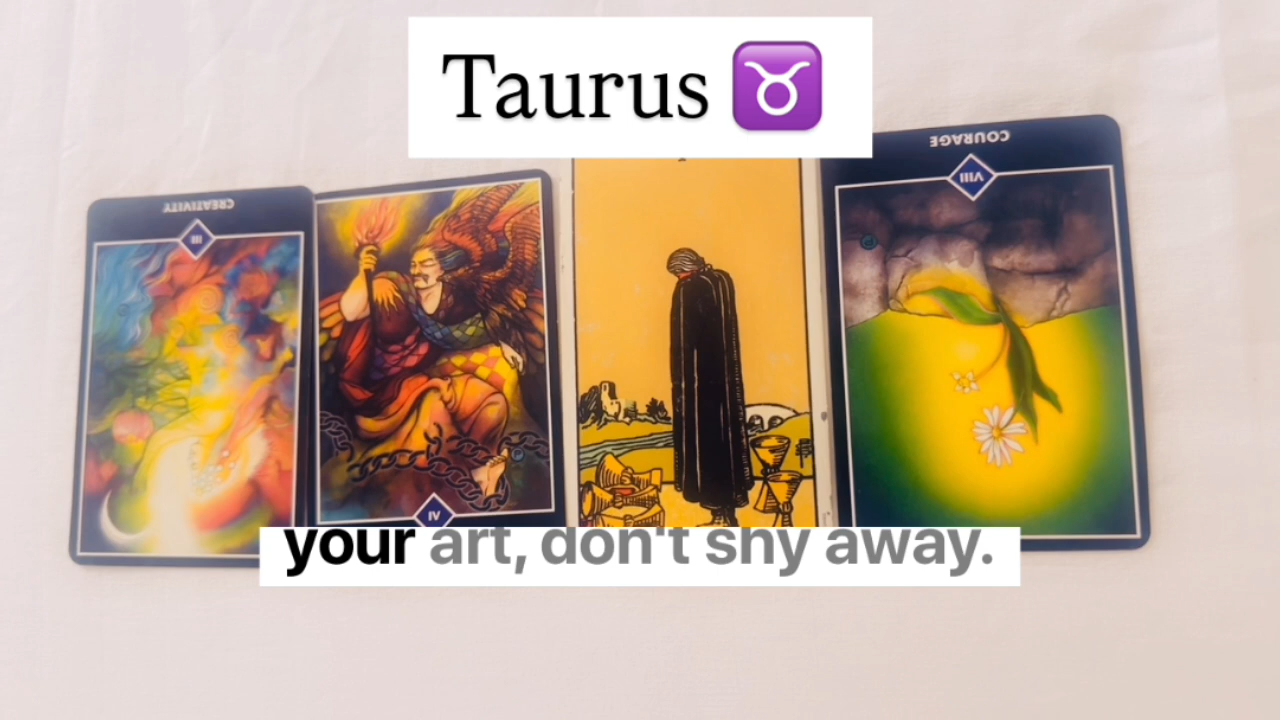 Taurus ♉
COURAGE
VIII
CREATIVITY
III
IV
your art, don't shy away.